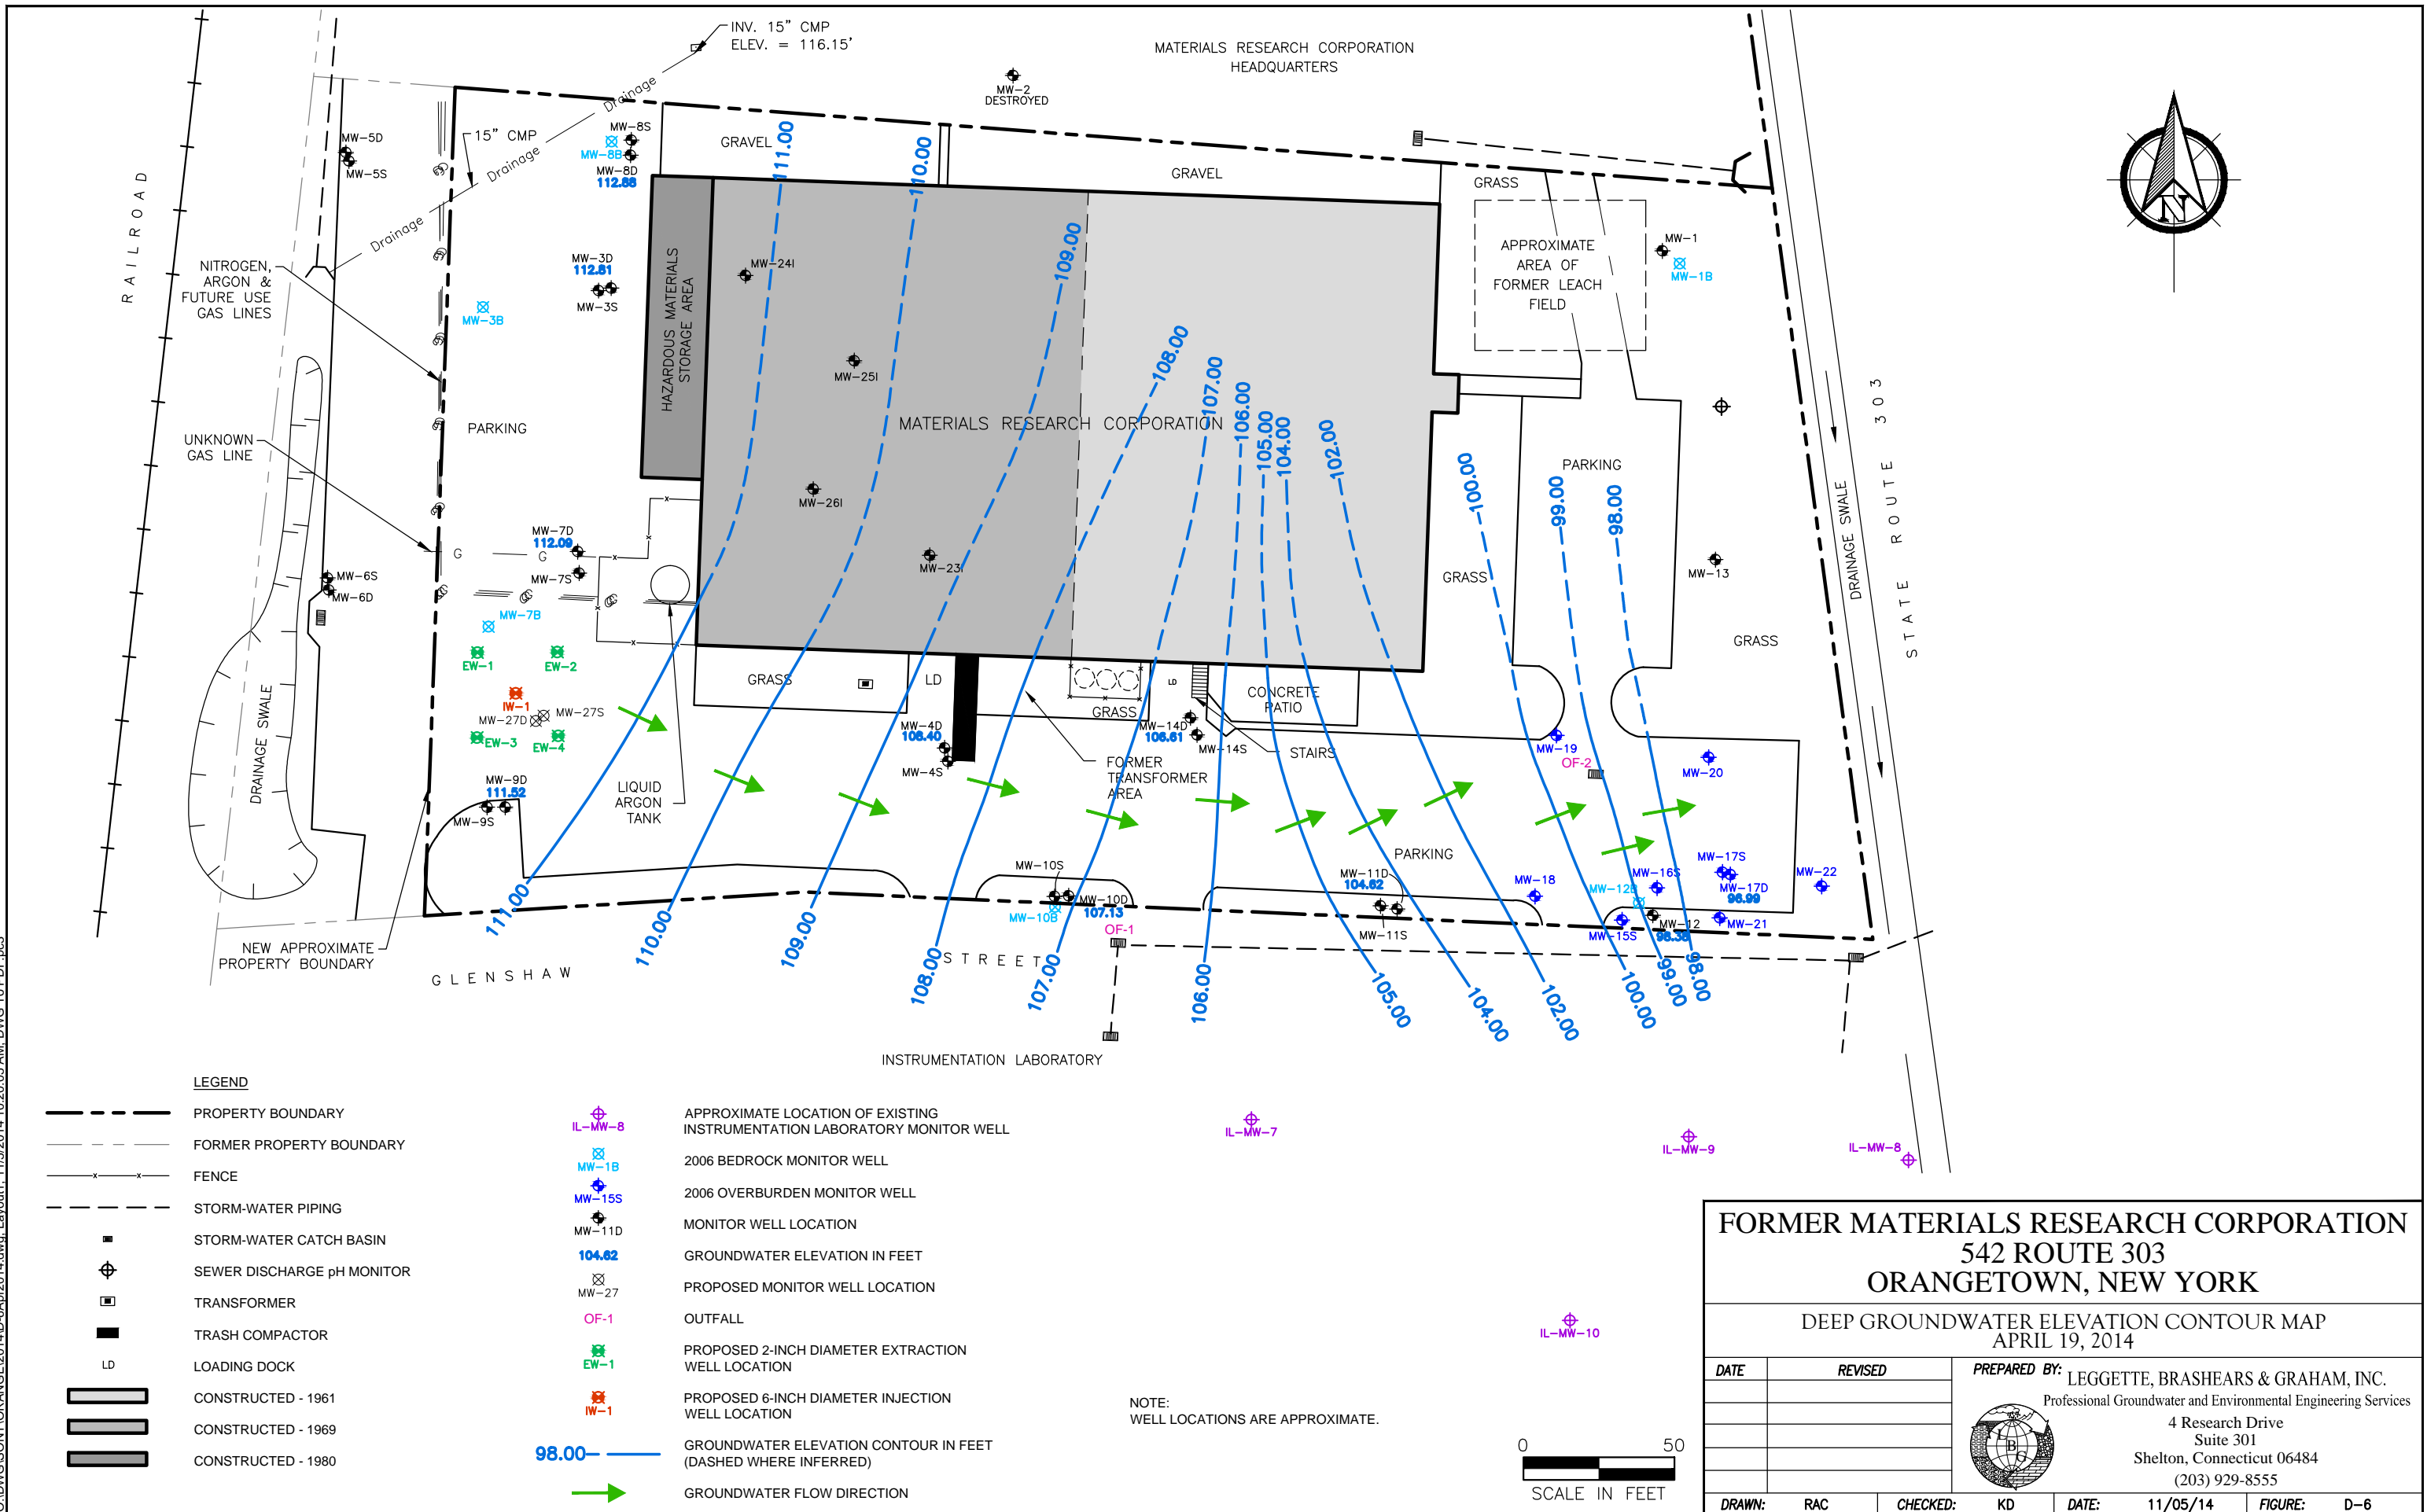 INV. 15” CMP
ELEV. = 116.15'
MATERIALS RESEARCH CORPORATION
HEADQUARTERS
MW-2
DESTROYED
Drainage
15” CMP
Drainage
Drainage
MW-5D
MW-5S
MW-8S
MW-8B
MW-8D
112.88
GRAVEL
111.00
110.00
GRAVEL
GRASS
N
RAILROAD
NITROGEN,
ARGON &
FUTURE USE
GAS LINES
MW-3D
112.81
MW-3S
MW-3B
HAZARDOUS MATERIALS
STORAGE AREA
MW-24I
109.00
APPROXIMATE
AREA OF
FORMER LEACH
FIELD
MW-1
MW-1B
108.00
107.00
106.00
105.00
104.00
102.00
100.00
99.00
98.00
MW-25I
MATERIALS RESEARCH CORPORATION
UNKNOWN
GAS LINE
PARKING
MW-26I
PARKING
DRAINAGE SWALE
STATE ROUTE 303
MW-7D
112.09
G
G
MW-7S
MW-23I
GRASS
MW-13
MW-6S
MW-6D
MW-7B
EW-1
EW-2
GRASS
IW-1
MW-27D
MW-27S
EW-3
EW-4
GRASS
LD
LD
GRASS
CONCRETE
PATIO
MW-4D
108.40
MW-4S
MW-14D
106.61
MW-14S
STAIRS
FORMER
TRANSFORMER
AREA
MW-19
OF-2
MW-20
DRAINAGE SWALE
MW-9D
111.52
MW-9S
LIQUID
ARGON
TANK
PARKING
MW-10S
MW-10D
107.13
MW-10B
OF-1
MW-11D
104.62
MW-11S
MW-18
MW-12B
MW-16S
MW-17S
MW-17D
96.99
MW-22
MW-15S
MW-12
98.38
MW-21
NEW APPROXIMATE
PROPERTY BOUNDARY
GLENSHAW
STREET
111.00
110.00
109.00
108.00
107.00
106.00
105.00
104.00
102.00
100.00
99.00
98.00
INSTRUMENTATION LABORATORY
IL-MW-7
IL-MW-9
IL-MW-8
IL-MW-10
LEGEND
PROPERTY BOUNDARY
FORMER PROPERTY BOUNDARY
FENCE
STORM-WATER PIPING
STORM-WATER CATCH BASIN
SEWER DISCHARGE pH MONITOR
TRANSFORMER
TRASH COMPACTOR
LD LOADING DOCK
CONSTRUCTED - 1961
CONSTRUCTED - 1969
CONSTRUCTED - 1980
IL-MW-8 APPROXIMATE LOCATION OF EXISTING
INSTRUMENTATION LABORATORY MONITOR WELL
MW-1B 2006 BEDROCK MONITOR WELL
MW-15S 2006 OVERBURDEN MONITOR WELL
MW-11D MONITOR WELL LOCATION
104.62 GROUNDWATER ELEVATION IN FEET
MW-27 PROPOSED MONITOR WELL LOCATION
OF-1 OUTFALL
EW-1 PROPOSED 2-INCH DIAMETER EXTRACTION
WELL LOCATION
IW-1 PROPOSED 6-INCH DIAMETER INJECTION
WELL LOCATION
98.00 GROUNDWATER ELEVATION CONTOUR IN FEET
(DASHED WHERE INFERRED)
GROUNDWATER FLOW DIRECTION
NOTE:
WELL LOCATIONS ARE APPROXIMATE.
0 50
SCALE IN FEET
FORMER MATERIALS RESEARCH CORPORATION
542 ROUTE 303
ORANGETOWN, NEW YORK
DEEP GROUNDWATER ELEVATION CONTOUR MAP
APRIL 19, 2014
DATE REVISED
PREPARED BY:
LEGGETTE, BRASHEARS & GRAHAM, INC.
Professional Groundwater and Environmental Engineering Services
4 Research Drive
Suite 301
Shelton, Connecticut 06484
(203) 929-8555
L B G
DRAWN: RAC CHECKED: KD DATE: 11/05/14 FIGURE: D-6